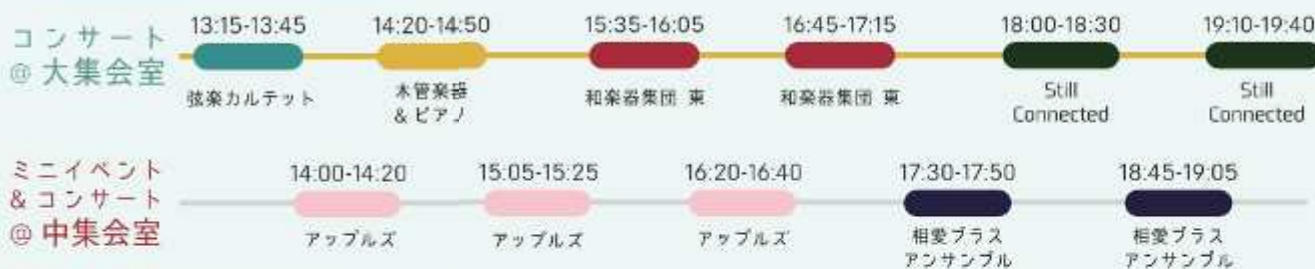 コンサート
@ 大集会室
13:15-13:45
弦楽カルテット
14:20-14:50
木管楽器
& ピアノ
15:35-16:05
和楽器集団 東
16:45-17:15
和楽器集団 東
18:00-18:30
Still
Connected
19:10-19:40
Still
Connected
ミニイベント
& コンサート
@ 中集会室
14:00-14:20
アップルズ
15:05-15:25
アップルズ
16:20-16:40
アップルズ
17:30-17:50
相愛ブラス
アンサンブル
18:45-19:05
相愛ブラス
アンサンブル